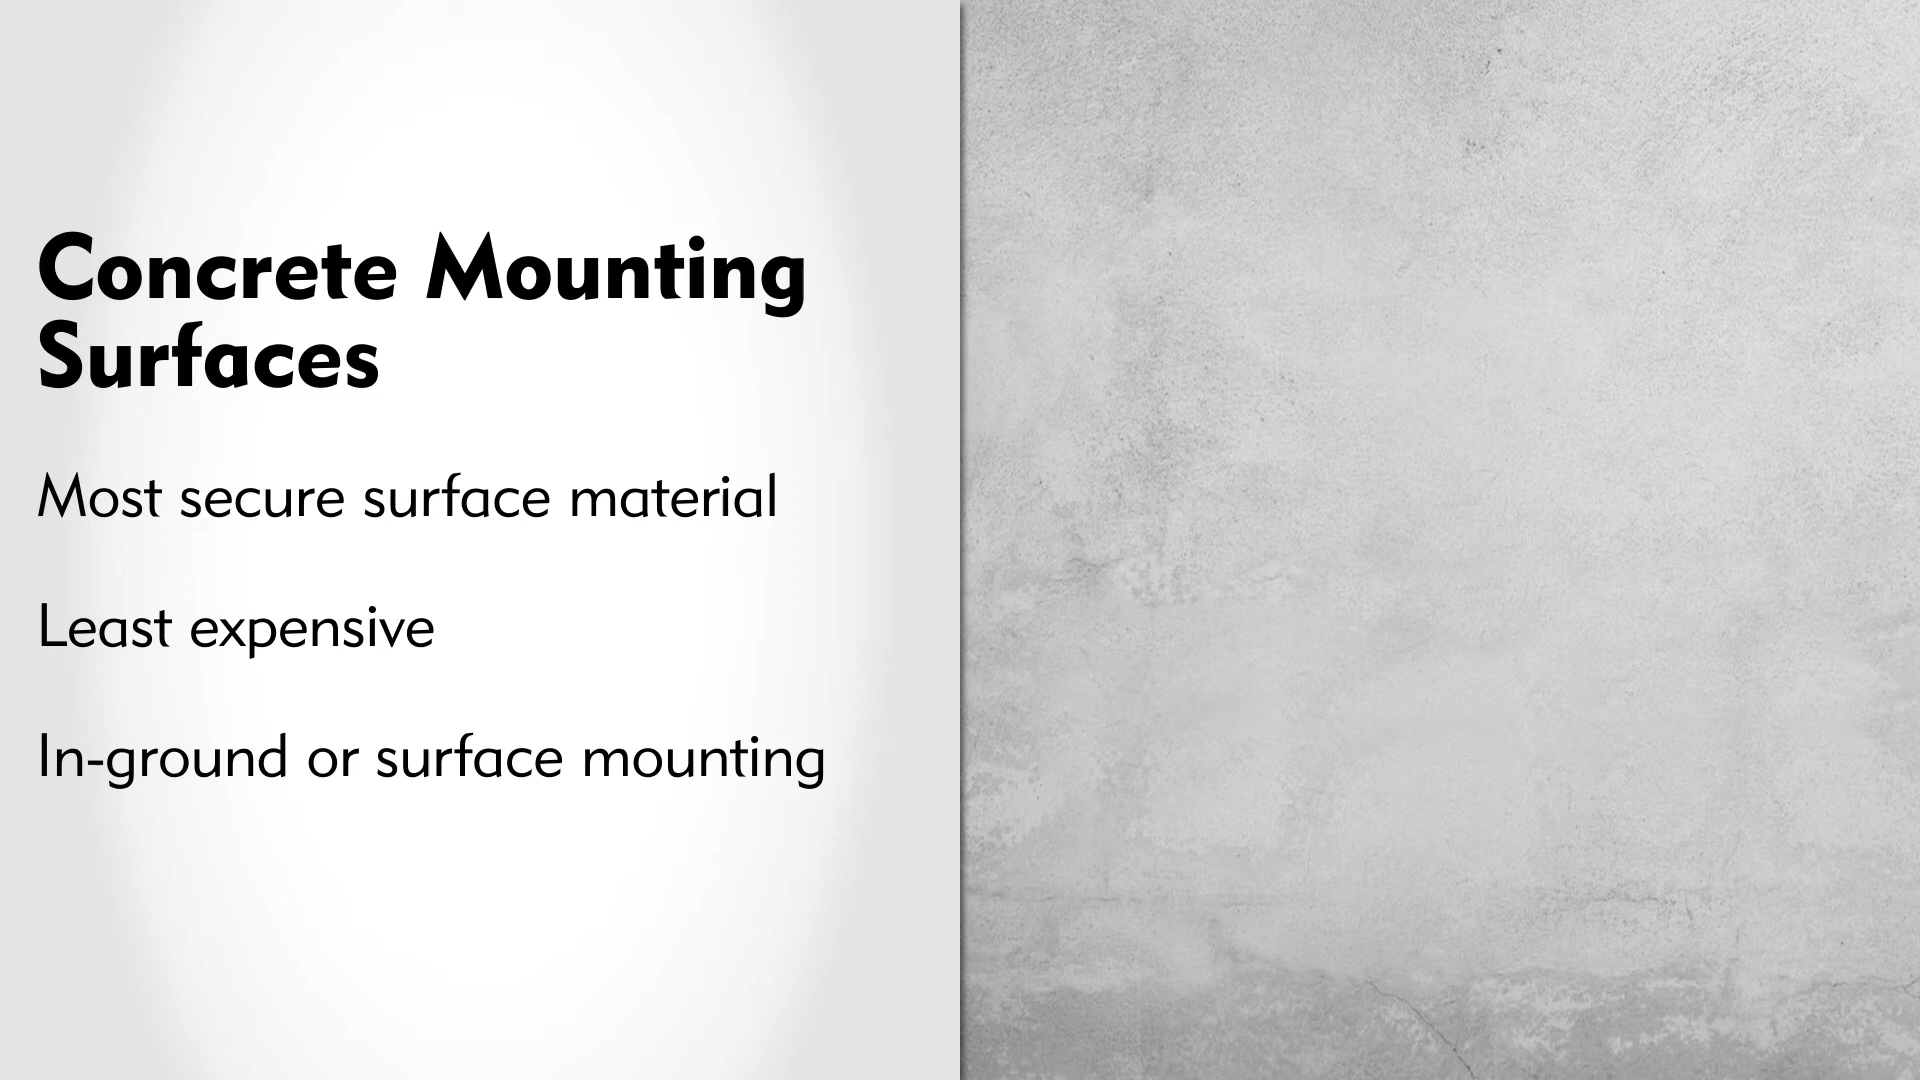 Concrete Mounting
Surfaces
Most secure surface material
Least expensive
In-ground or surface mounting